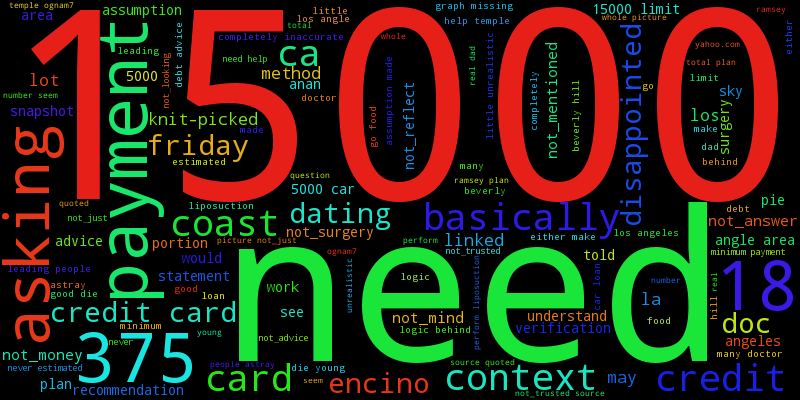 temple ognam7
assumption
little
graph missing
15000 limit
ramsey
area
los angle
help temple
whole picture
15000
leading
debt advice
completely inaccurate
total
whole
either
lot
5000
not_looking
need help
ca
real dad
little unrealistic
yahoo.com
number seem
method
total plan
snapshot
anan
doctor
assumption made
completely
not_mentioned
beverly hill
disappointed
go
limit
sky
payment
knit-picked
made
go food
not_reflect
los
make
surgery
asking
friday
dad
estimated
many
behind
question
ramsey plan
5000 car
beverly
quoted
liposuction
dating
basically
debt
pie
not_just
coast
not_surgery
los angeles
not_answer
advice
portion
picture not_just
perform
linked
either make
angle area
ognam7
not_trusted
told
minimum payment
leading people
would
need
statement
unrealistic
logic
perform liposuction
car loan
number
real
18
astray
good die
good
loan
work
la
hill
credit card
see
not_mind
understand
food
doc
minimum
young
logic behind
verification
375
never
not_advice
angeles
not_money
people astray
source quoted
many doctor
never estimated
die young
plan
recommendation
card
seem
encino
context
may
credit
not_trusted source